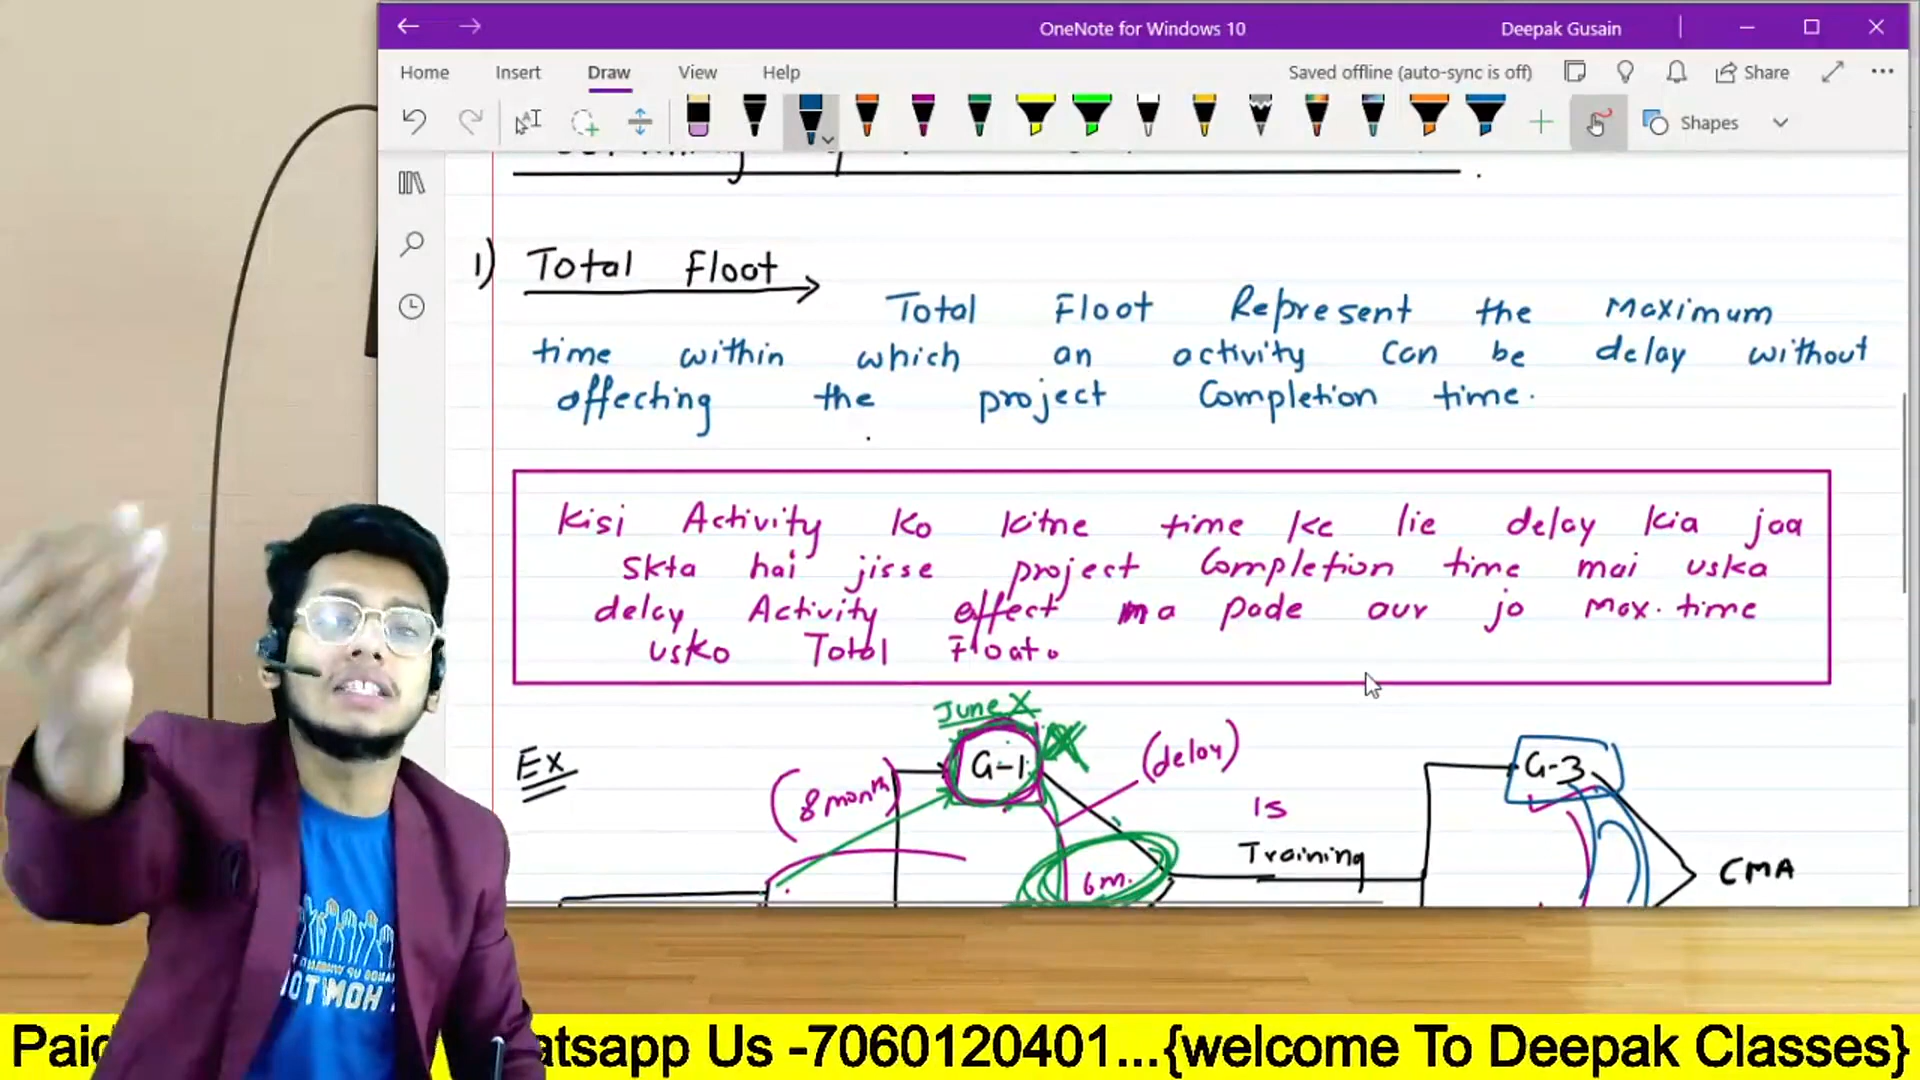 OneNote for Windows 10
Deepak Gusain
Home
Insert
Draw
View
Help
Saved offline (auto-sync is off)
Share
Shapes
1) Total Float
Total Float Represent the Maximum
time within which an activity can be delay without
affecting the project Completion time.
Kisi Activity Ko kitne time ke lie delay kia jaa
skta hai jisse project Completion time mai uska
delay Activity effect na pade aur jo max. time
usko Total Float.
June X
Ex
(8 month)
G-1
(delay)
6m.
IS
Training
G-3
CMA
HOMTO
Paid
atsapp Us -7060120401...{welcome To Deepak Classes}